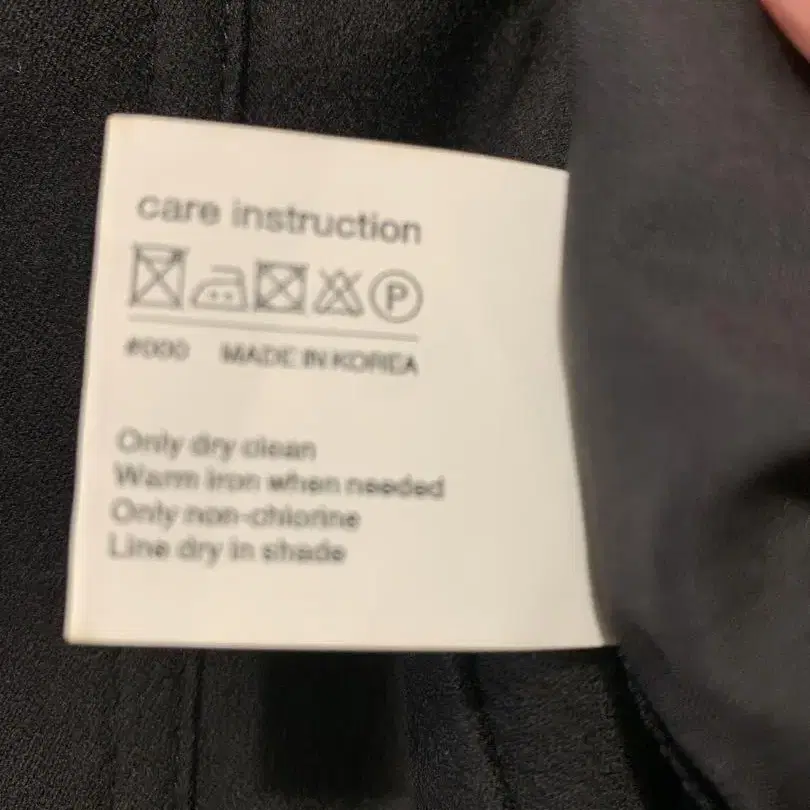 care instruction
P
#000 MADE IN KOREA
Only dry clean
Warm iron when needed
Only non-chlorine
Line dry in shade